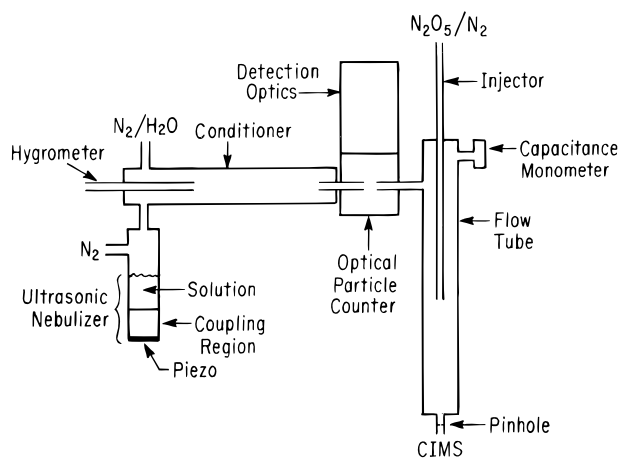 N2O5/N2
Detection
Optics
Injector
N2/H2O
Conditioner
Hygrometer
Capacitance
Monometer
Flow
Tube
N2
Optical
Particle
Counter
Ultrasonic
Nebulizer
Solution
Coupling
Region
Piezo
Pinhole
CIMS